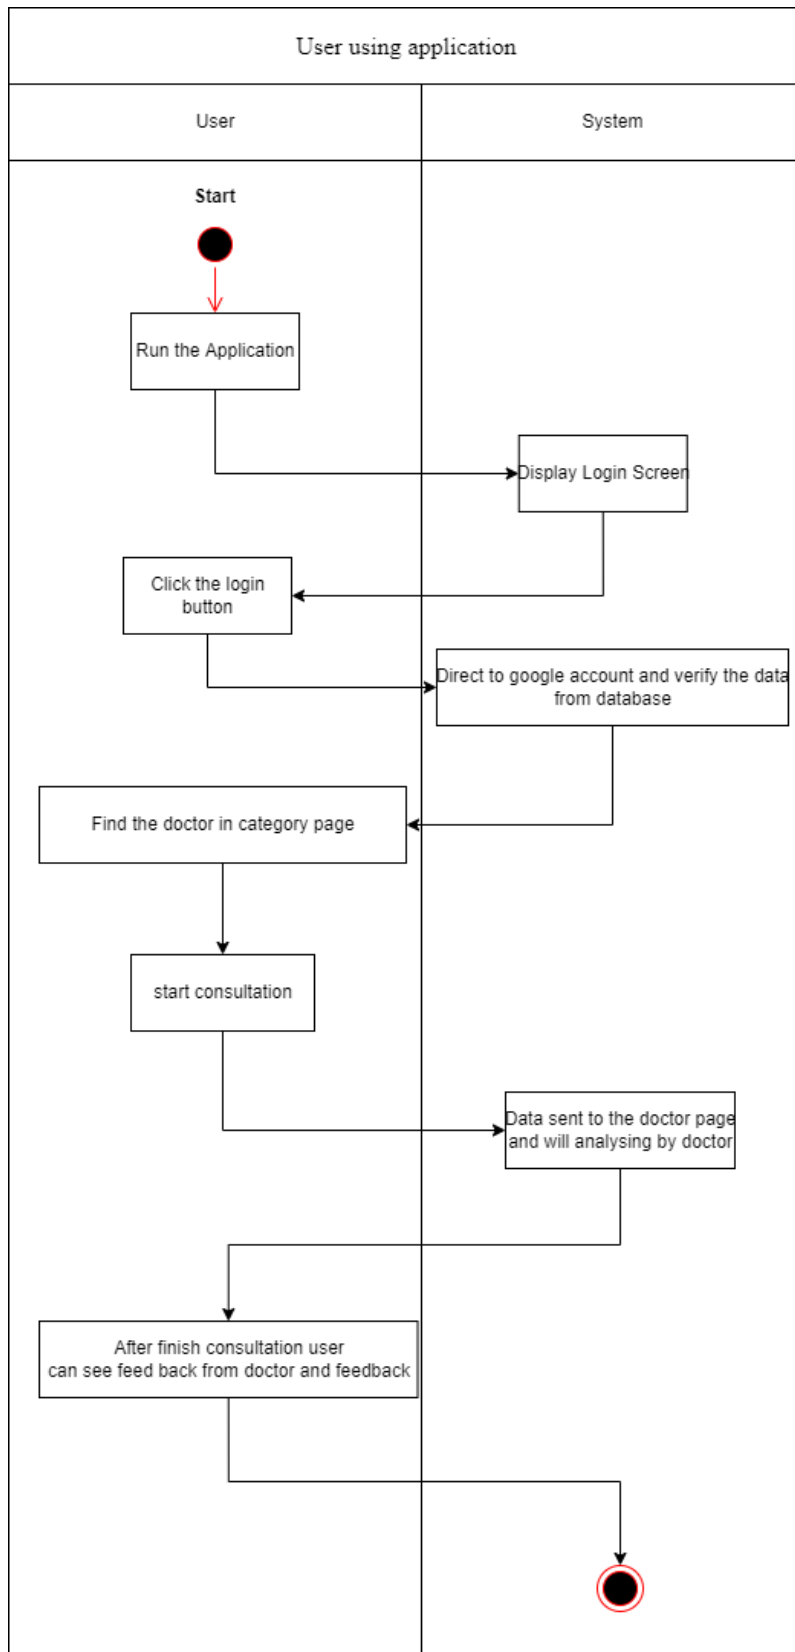 User using application
User
System
Start
Run the Application
Display Login Screen
Click the login
button
Direct to google account and verify the data
from database
Find the doctor in category page
start consultation
Data sent to the doctor page
and will analysing by doctor
After finish consultation user
can see feed back from doctor and feedback